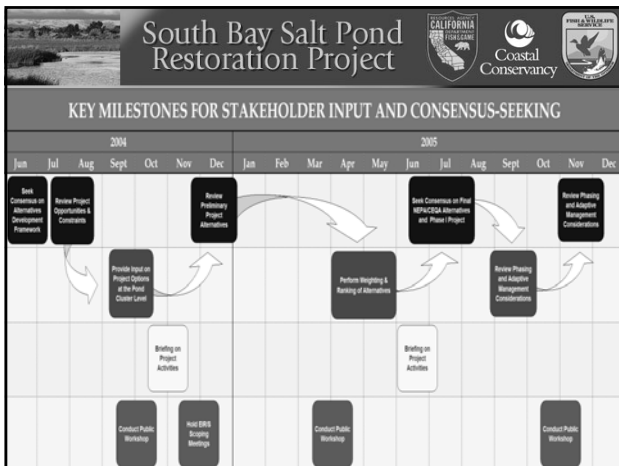 South Bay Salt Pond
Restoration Project
RESOURCES AGENCY
CALIFORNIA
DEPARTMENT
FISH & GAME
Coastal
Conservancy
U.S.
FISH & WILDLIFE
SERVICE
KEY MILESTONES FOR STAKEHOLDER INPUT AND CONSENSUS-SEEKING
2004
2005
Jun Jul Aug Sept Oct Nov Dec Jan Feb Mar Apr May Jun Jul Aug Sept Oct Nov Dec
Seek
Consensus on
Alternatives
Development
Framework
Review Project
Opportunities &
Constraints
Review
Preliminary
Project
Alternatives
Seek Consensus on Final
NEPA/CEQA Alternatives
and Phase I Project
Review Phasing
and Adaptive
Management
Considerations
Provide Input on
Project Options
at the Pond
Cluster Level
Perform Weighting &
Ranking of Alternatives
Review Phasing
and Adaptive
Management
Considerations
Briefing on
Project
Activities
Briefing on
Project
Activities
Conduct Public
Workshop
Hold EIR/S
Scoping
Meetings
Conduct Public
Workshop
Conduct Public
Workshop